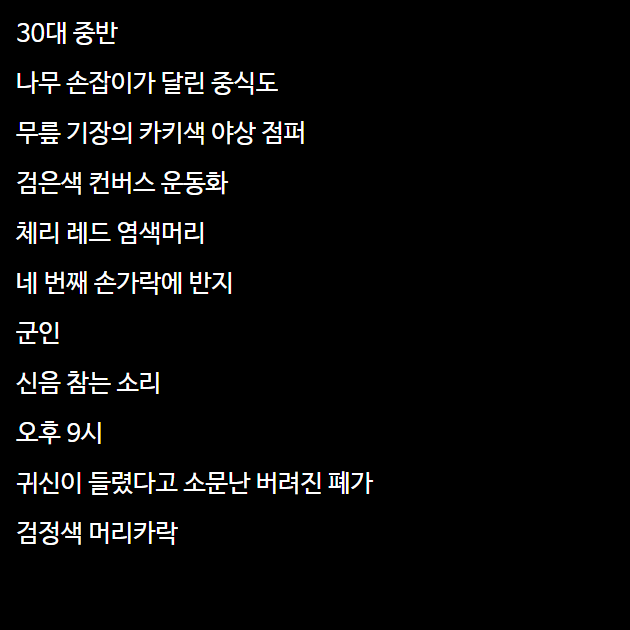 30대 중반
나무 손잡이가 달린 중식도
무릎 기장의 카키색 야상 점퍼
검은색 컨버스 운동화
체리 레드 염색머리
네 번째 손가락에 반지
군인
신음 참는 소리
오후 9시
귀신이 들렸다고 소문난 버려진 폐가
검정색 머리카락